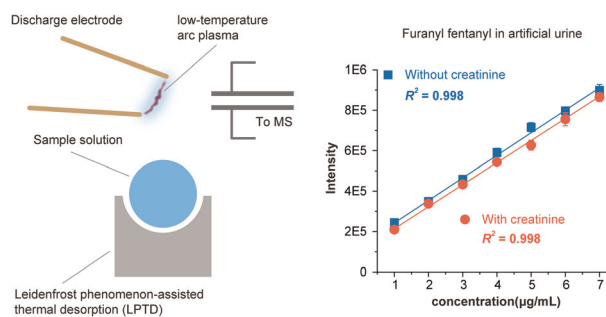 Discharge electrode
low-temperature
arc plasma
To MS
Sample solution
Leidenfrost phenomenon-assisted
thermal desorption (LPTD)
Furanyl fentanyl in artificial urine
1E6
8E5
6E5
4E5
2E5
0
Intensity
Without creatinine
R² = 0.998
With creatinine
R² = 0.998
1 2 3 4 5 6 7
concentration(μg/mL)